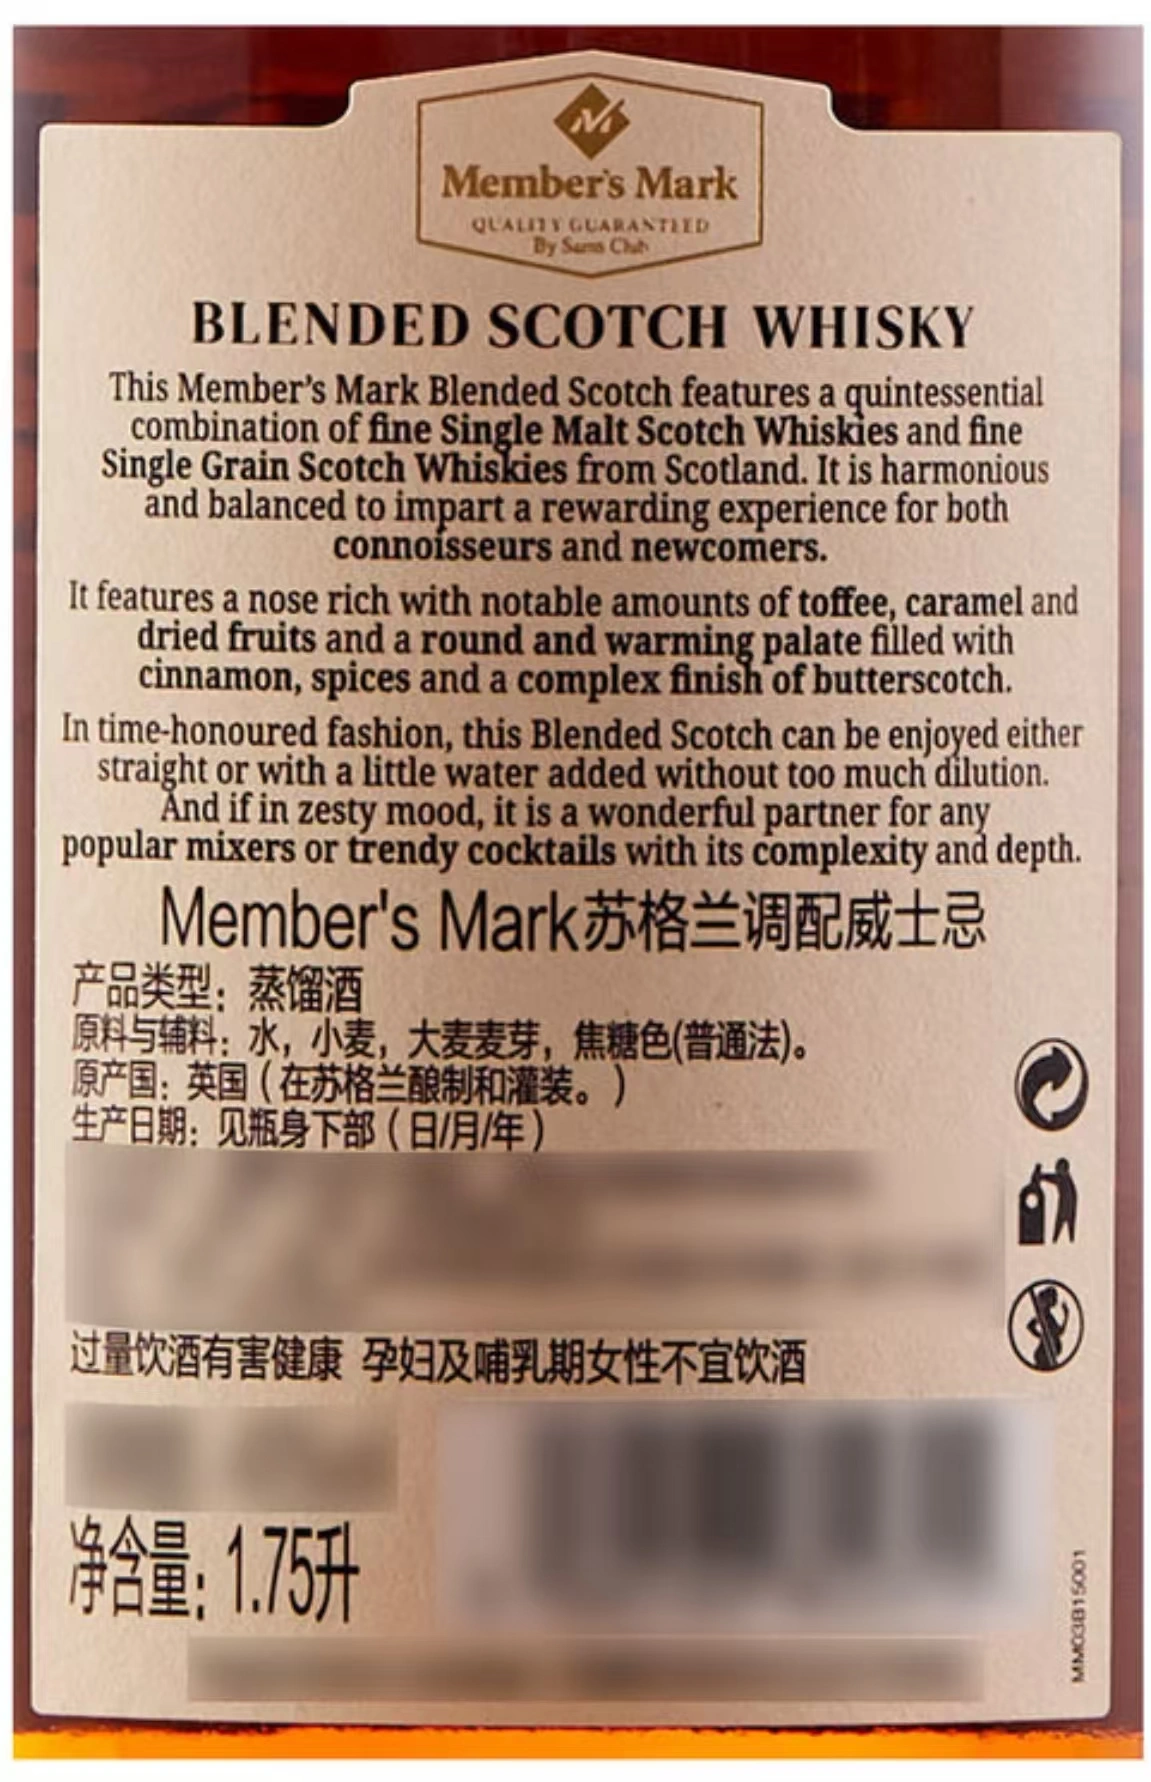 Member's Mark
QUALITY GUARANTEED
By Sam's Club
BLENDED SCOTCH WHISKY
This Member's Mark Blended Scotch features a quintessential
combination of fine Single Malt Scotch Whiskies and fine
Single Grain Scotch Whiskies from Scotland. It is harmonious
and balanced to impart a rewarding experience for both
connoisseurs and newcomers.
It features a nose rich with notable amounts of toffee, caramel and
dried fruits and a round and warming palate filled with
cinnamon, spices and a complex finish of butterscotch.
In time-honoured fashion, this Blended Scotch can be enjoyed either
straight or with a little water added without too much dilution.
And if in zesty mood, it is a wonderful partner for any
popular mixers or trendy cocktails with its complexity and depth.
Member's Mark苏格兰调配威士忌
产品类型：蒸馏酒
原料与辅料：水，小麦，大麦麦芽，焦糖色(普通法)。
原产国：英国（在苏格兰酿制和灌装。）
生产日期：见瓶身下部（日/月/年）
过量饮酒有害健康 孕妇及哺乳期女性不宜饮酒
净含量：1.75升
MM03B15001